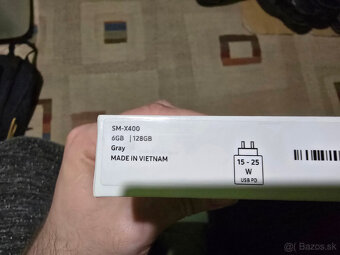 SM-X400
6GB | 128GB
Gray
MADE IN VIETNAM
15 - 25
W
USB PD
Bazos.sk